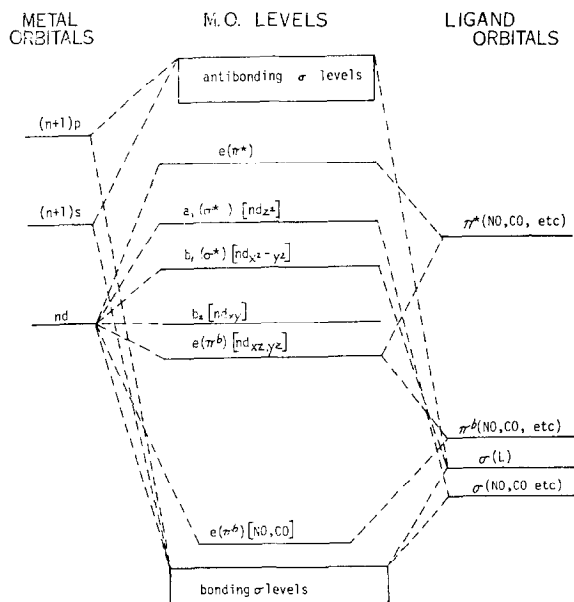 METAL ORBITALS
M.O. LEVELS
LIGAND ORBITALS
antibonding σ levels
(n+1)p
e(π*)
(n+1)s
a₁(σ*) [ndz²]
π*(NO,CO, etc)
b₁(σ*)[ndx²-y²]
nd
b₂[ndxy]
e(πᵇ)[ndxz,yz]
πᵇ(NO,CO, etc)
σ(L)
σ(NO,CO etc)
e(πᵇ)[NO,CO]
bonding σ levels